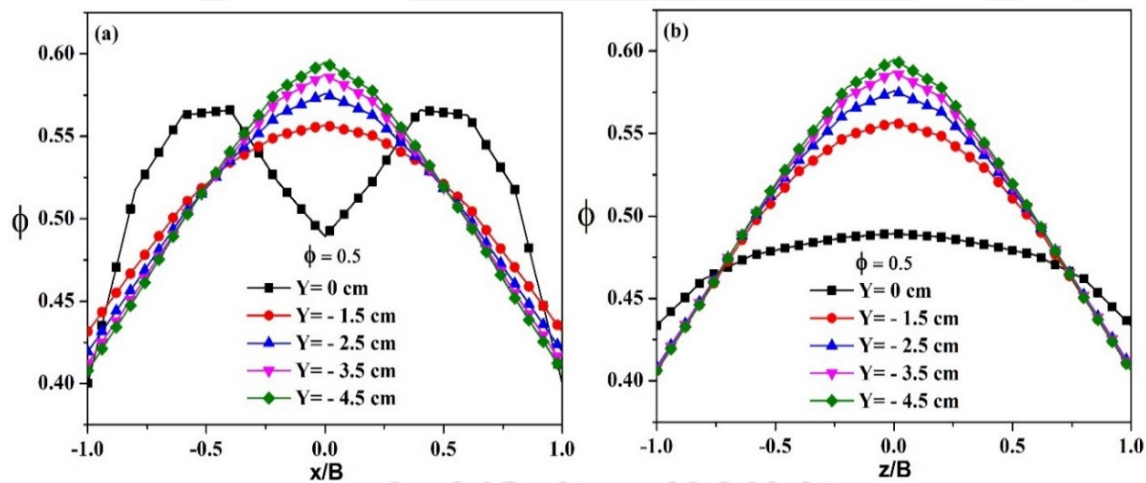 (a)
ϕ
0.60
0.55
0.50
0.45
0.40
ϕ = 0.5
Y= 0 cm
Y= - 1.5 cm
Y= - 2.5 cm
Y= - 3.5 cm
Y= - 4.5 cm
-1.0 -0.5 0.0 0.5 1.0
x/B
(b)
ϕ
0.60
0.55
0.50
0.45
0.40
ϕ = 0.5
Y= 0 cm
Y= - 1.5 cm
Y= - 2.5 cm
Y= - 3.5 cm
Y= - 4.5 cm
-1.0 -0.5 0.0 0.5 1.0
z/B